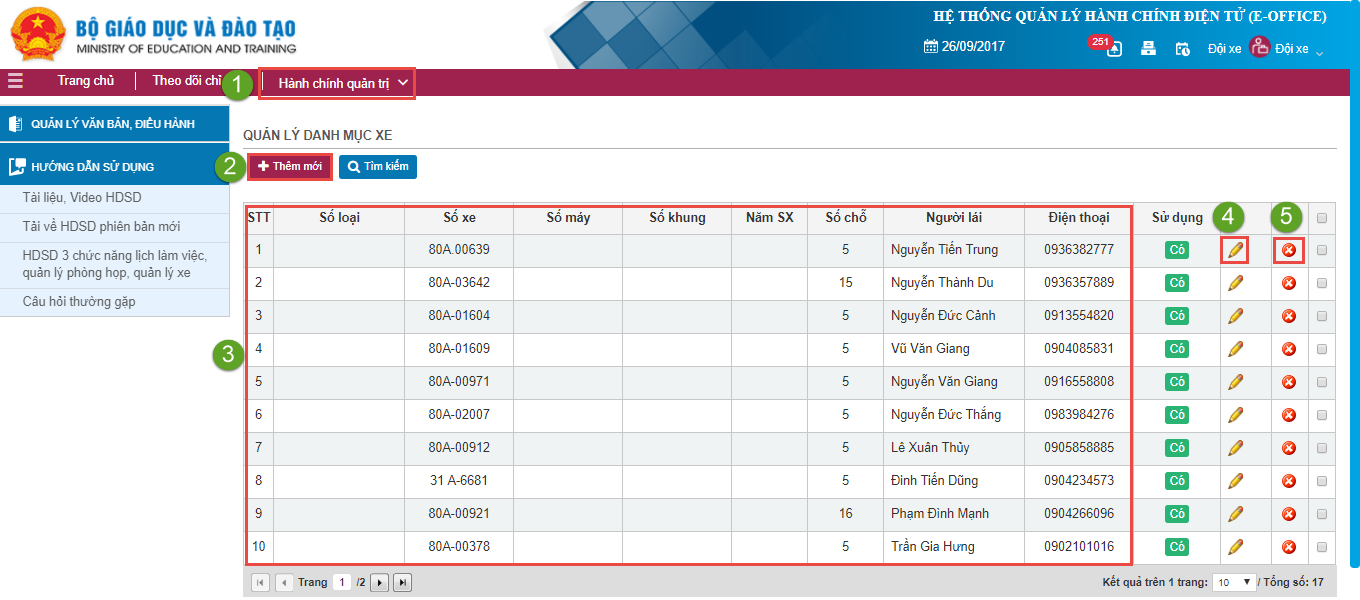 BỘ GIÁO DỤC VÀ ĐÀO TẠO
MINISTRY OF EDUCATION AND TRAINING
HỆ THỐNG QUẢN LÝ HÀNH CHÍNH ĐIỆN TỬ (E-OFFICE)
26/09/2017 251 Đội xe Đội xe
Trang chủ Theo dõi chỉ 1 Hành chính quản trị
QUẢN LÝ VĂN BẢN, ĐIỀU HÀNH
HƯỚNG DẪN SỬ DỤNG
Tài liệu, Video HDSD
Tải về HDSD phiên bản mới
HDSD 3 chức năng lịch làm việc,
quản lý phòng họp, quản lý xe
Câu hỏi thường gặp
QUẢN LÝ DANH MỤC XE
2 Thêm mới Tìm kiếm
STT Số loại Số xe Số máy Số khung Năm SX Số chỗ Người lái Điện thoại Sử dụng 4 5
1 80A.00639 5 Nguyễn Tiến Trung 0936382777 Có
2 80A-03642 15 Nguyễn Thành Du 0936357889 Có
3 80A-01604 5 Nguyễn Đức Cảnh 0913554820 Có
3
4 80A-01609 5 Vũ Văn Giang 0904085831 Có
5 80A-00971 5 Nguyễn Văn Giang 0916558808 Có
6 80A-02007 5 Nguyễn Đức Thắng 0983984276 Có
7 80A-00912 5 Lê Xuân Thủy 0905858885 Có
8 31 A-6681 5 Đinh Tiến Dũng 0904234573 Có
9 80A-00921 16 Phạm Đình Mạnh 0904266096 Có
10 80A-00378 5 Trần Gia Hưng 0902101016 Có
Trang 1 /2 Kết quả trên 1 trang: 10 / Tổng số: 17